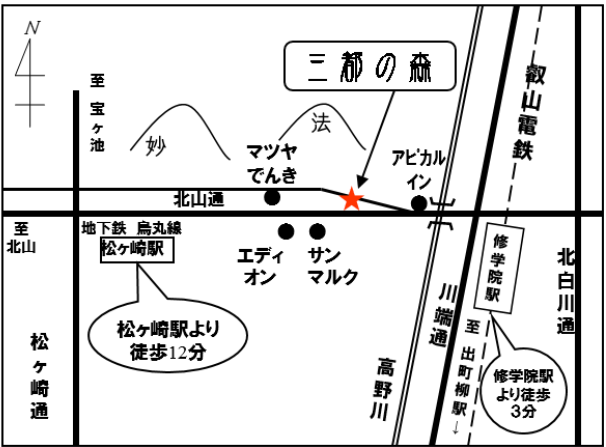 N
三都の森
叡山電鉄
至宝ヶ池
妙
法
マツヤ
でんき
アピカル
イン
北山通
至
北山
地下鉄 烏丸線
松ヶ崎駅
エディ
オン
サン
マルク
修学院駅
北白川通
松ヶ崎駅より
徒歩12分
松ヶ崎通
川端通
至出町柳駅→
高野川
修学院駅
より徒歩
3分